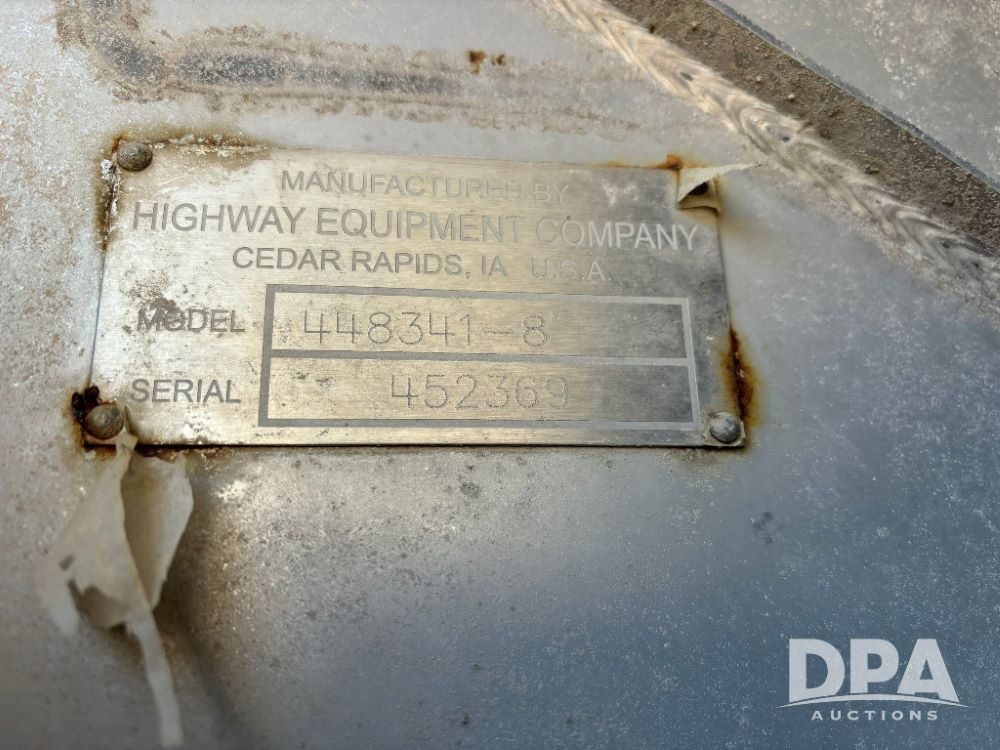 MANUFACTURED BY
HIGHWAY EQUIPMENT COMPANY
CEDAR RAPIDS, IA U.S.A.
MODEL 448341-8
SERIAL 452369
DPA
AUCTIONS